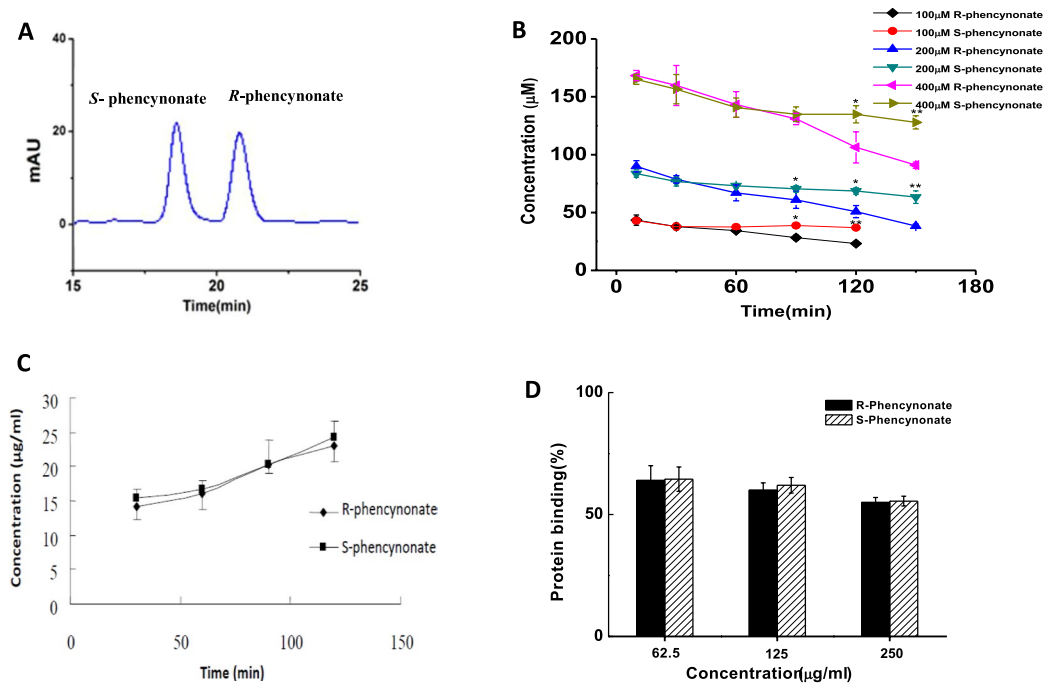 A
40
20
0
mAU
S- phencynonate
R-phencynonate
15
20
25
Time(min)
B
100μM R-phencynonate
100μM S-phencynonate
200μM R-phencynonate
200μM S-phencynonate
400μM R-phencynonate
400μM S-phencynonate
200
150
100
50
0
Concentration (μM)
*
**
*
*
**
*
**
0
60
120
180
Time(min)
C
30
25
20
15
10
5
0
Concentration (μg/ml)
R-phencynonate
S-phencynonate
0
50
100
150
Time (min)
D
100
50
0
Protein binding(%)
R-Phencynonate
S-Phencynonate
62.5
125
250
Concentration(μg/ml)